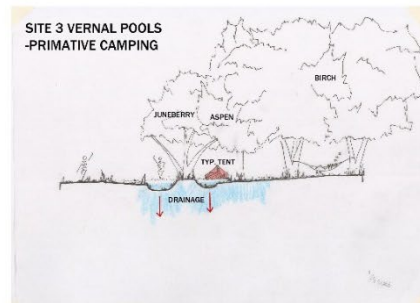 SITE 3 VERNAL POOLS
-PRIMATIVE CAMPING
BIRCH
JUNEBERRY
ASPEN
TYP. TENT
DRAINAGE